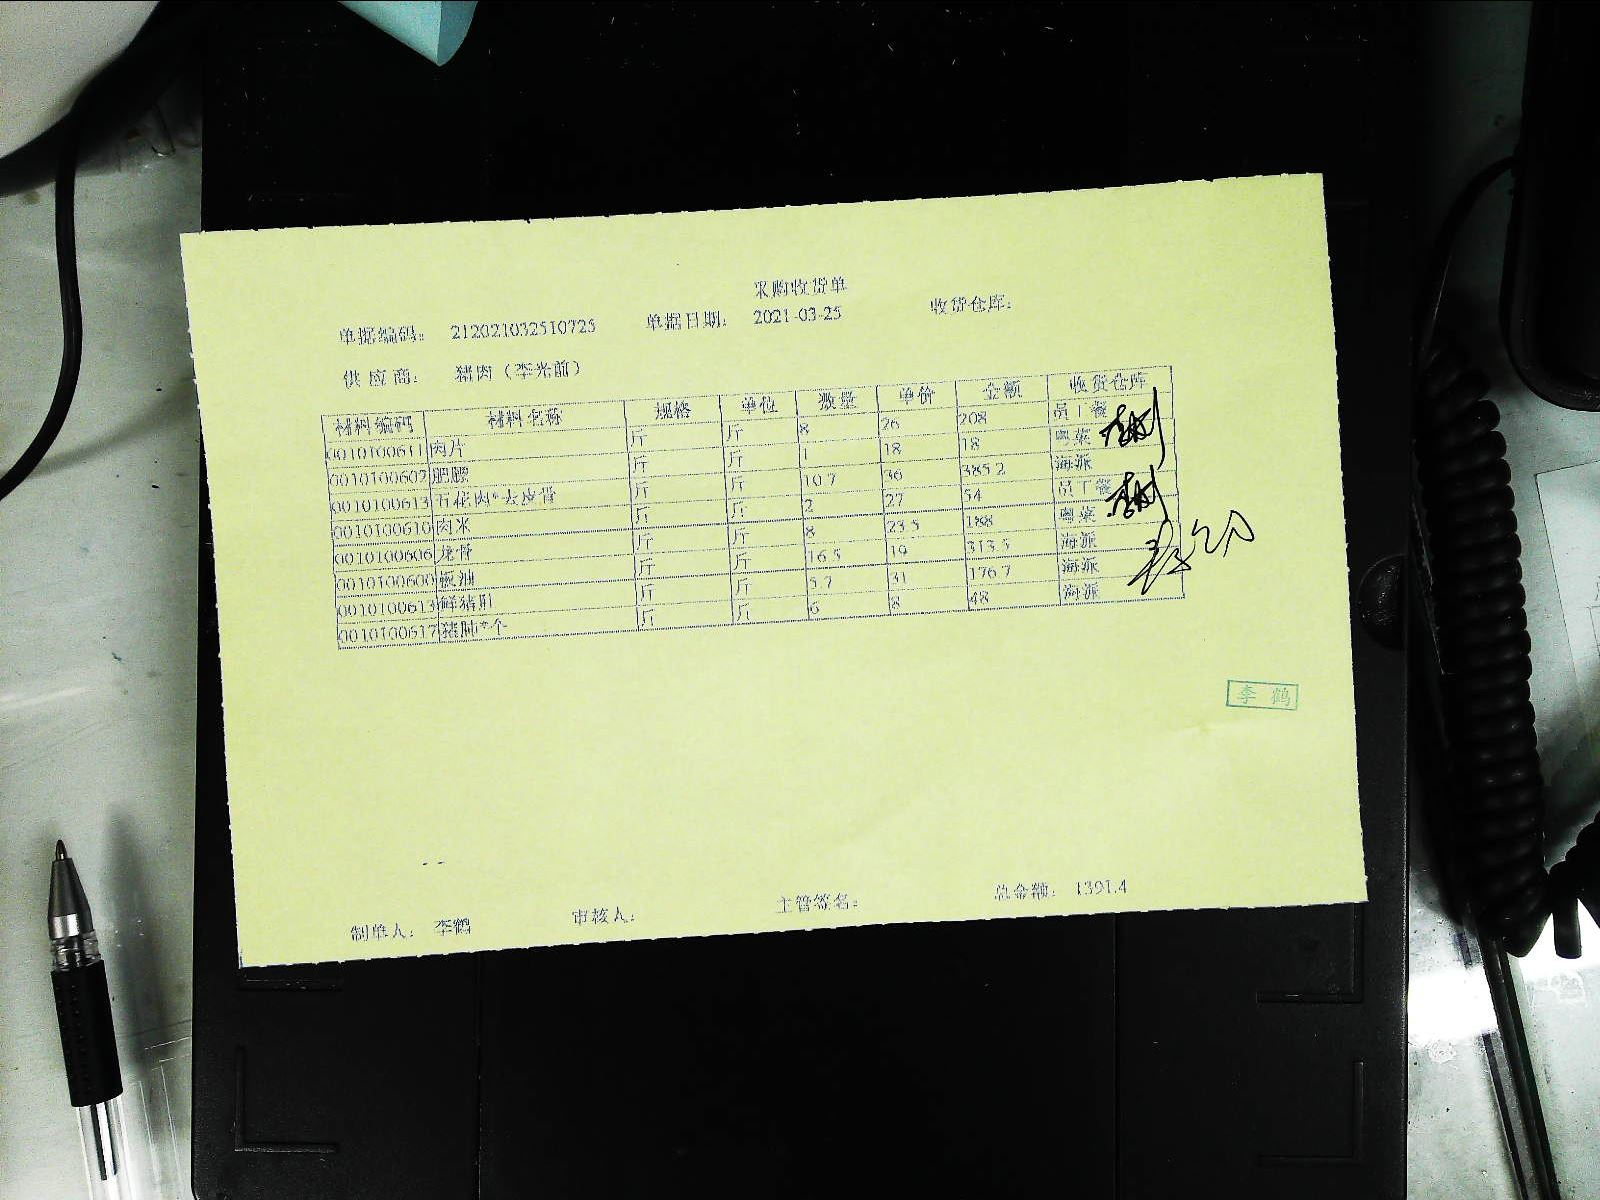 采购收货单
单据编码： 212021032510725 单据日期： 2021-03-25 收货仓库：
供 应 商： 猪肉（李光前）
材料编码 材料名称 规格 单位 数量 单价 金额 收货仓库
0010100611 肉片 斤 斤 8 26 208 员工餐
0010100609 肥膘 斤 斤 1 18 18 粤菜
0010100613 五花肉*去皮骨 斤 斤 10.7 36 385.2 海派
0010100610 肉米 斤 斤 2 27 54 员工餐
0010100606 龙骨 斤 斤 8 23.5 188 粤菜
0010100600 板油 斤 斤 16.5 19 313.5 海派
0010100613 鲜猪肚 斤 斤 5.7 31 176.7 海派
0010100617 猪肺*个 斤 斤 6 8 48 海派
李 鹤
制单人： 李鹤 审核人： 主管签名： 总金额： 1391.4